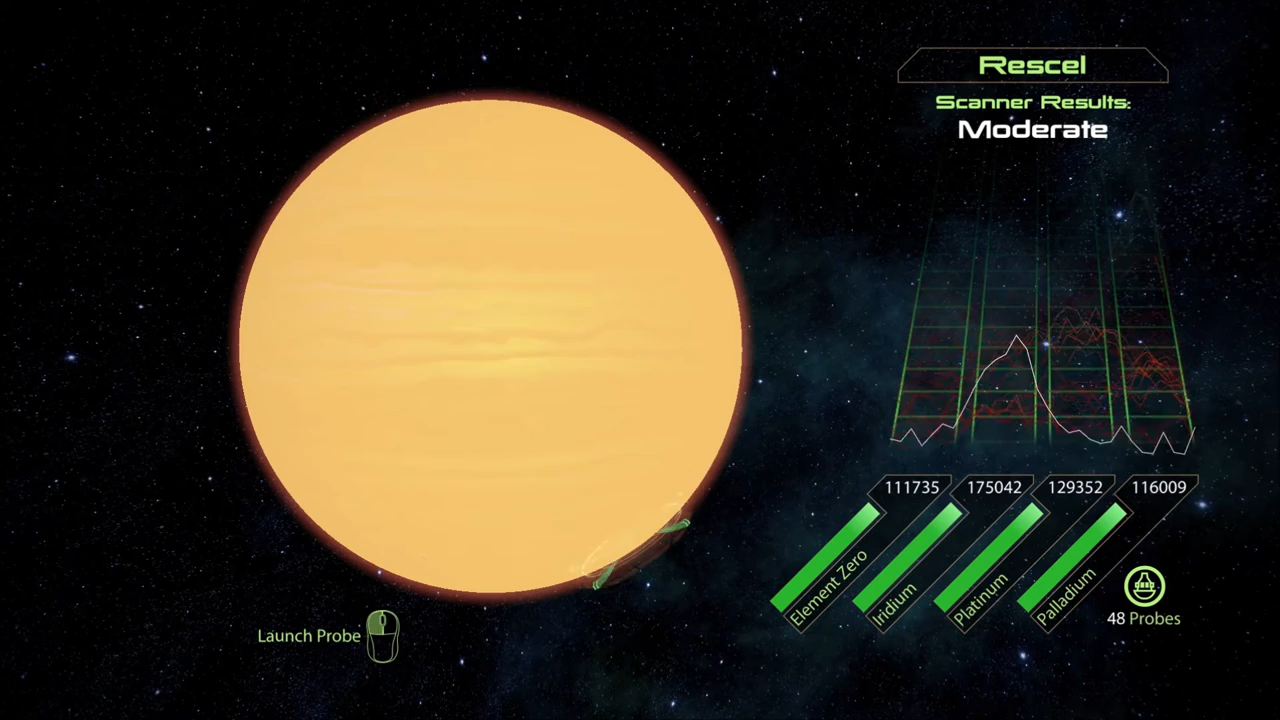 Rescel
Scanner Results:
Moderate
111735 175042 129352 116009
Element Zero
Iridium
Platinum
Palladium
48 Probes
Launch Probe